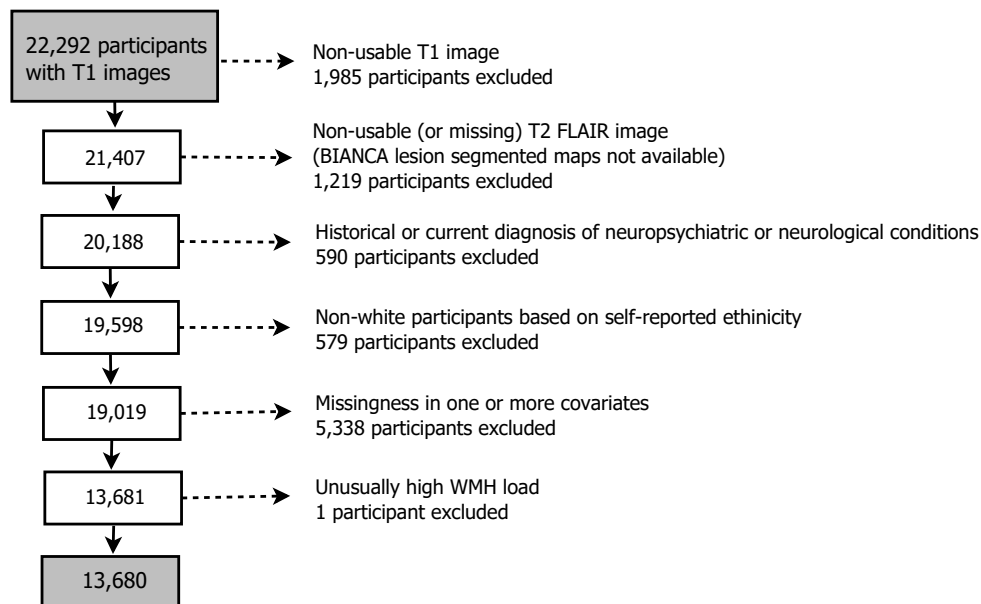 22,292 participants
with T1 images
Non-usable T1 image
1,985 participants excluded
21,407
Non-usable (or missing) T2 FLAIR image
(BIANCA lesion segmented maps not available)
1,219 participants excluded
20,188
Historical or current diagnosis of neuropsychiatric or neurological conditions
590 participants excluded
19,598
Non-white participants based on self-reported ethinicity
579 participants excluded
19,019
Missingness in one or more covariates
5,338 participants excluded
13,681
Unusually high WMH load
1 participant excluded
13,680